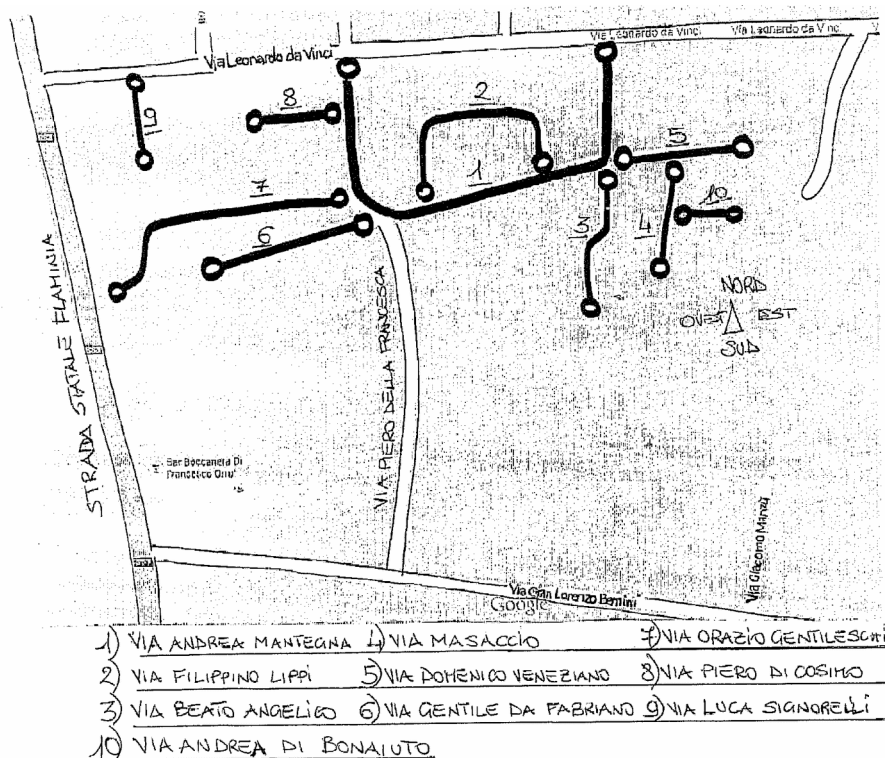 Via Leonardo da Vinci
Via Leonardo da Vinci
Via Leonardo da Vinci
V
10
8
2
5
1
7
6
3
4
10
NORD
OVEST
EST
SUD
STRADA STATALE FLAMINIA
VIA PIERO DELLA FRANCESCA
Boccanera Di
Francesco
Via Giacomo Manzù
Via Gian Lorenzo Bernini
Google
1) VIA ANDREA MANTEGNA 4) VIA MASACCIO 7) VIA ORAZIO GENTILESCHI
2) VIA FILIPPINO LIPPI 5) VIA DOMENICO VENEZIANO 8) VIA PIERO DI COSIMO
3) VIA BEATO ANGELICO 6) VIA GENTILE DA FABRIANO 9) VIA LUCA SIGNORELLI
10) VIA ANDREA DI BONAIUTO